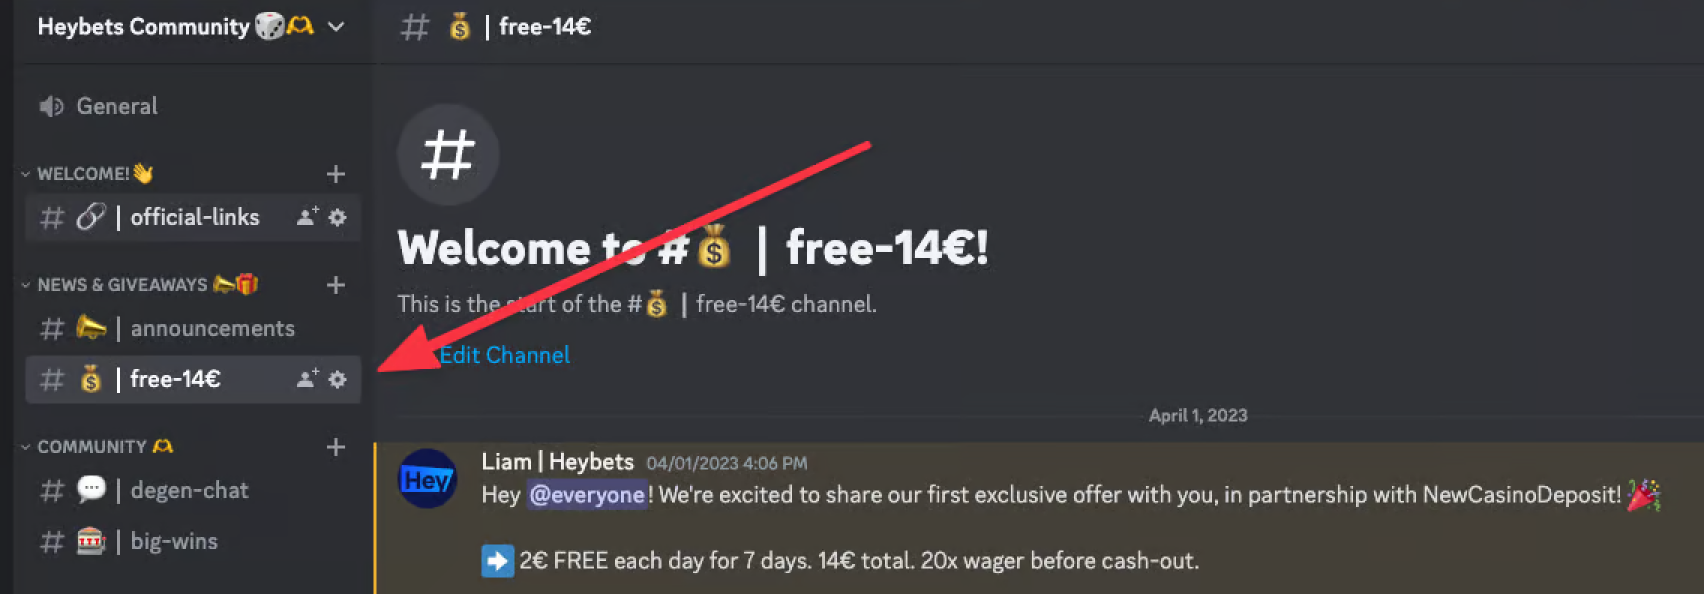 Heybets Community 🎲🫶
# 💰 | free-14€
General
WELCOME!👋
# 🔗 | official-links
NEWS & GIVEAWAYS 📣🎁
# 📣 | announcements
# 💰 | free-14€
COMMUNITY 🫶
# 💬 | degen-chat
# 🎰 | big-wins
#
Welcome to #💰 | free-14€!
This is the start of the #💰 | free-14€ channel.
Edit Channel
April 1, 2023
Hey
Liam | Heybets 04/01/2023 4:06 PM
Hey @everyone! We're excited to share our first exclusive offer with you, in partnership with NewCasinoDeposit! 🎉
➡️ 2€ FREE each day for 7 days. 14€ total. 20x wager before cash-out.